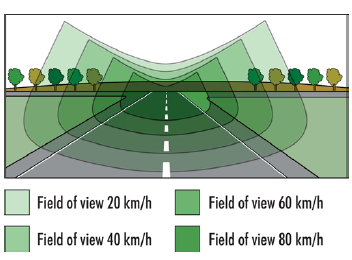 Field of view 20 km/h
Field of view 60 km/h
Field of view 40 km/h
Field of view 80 km/h